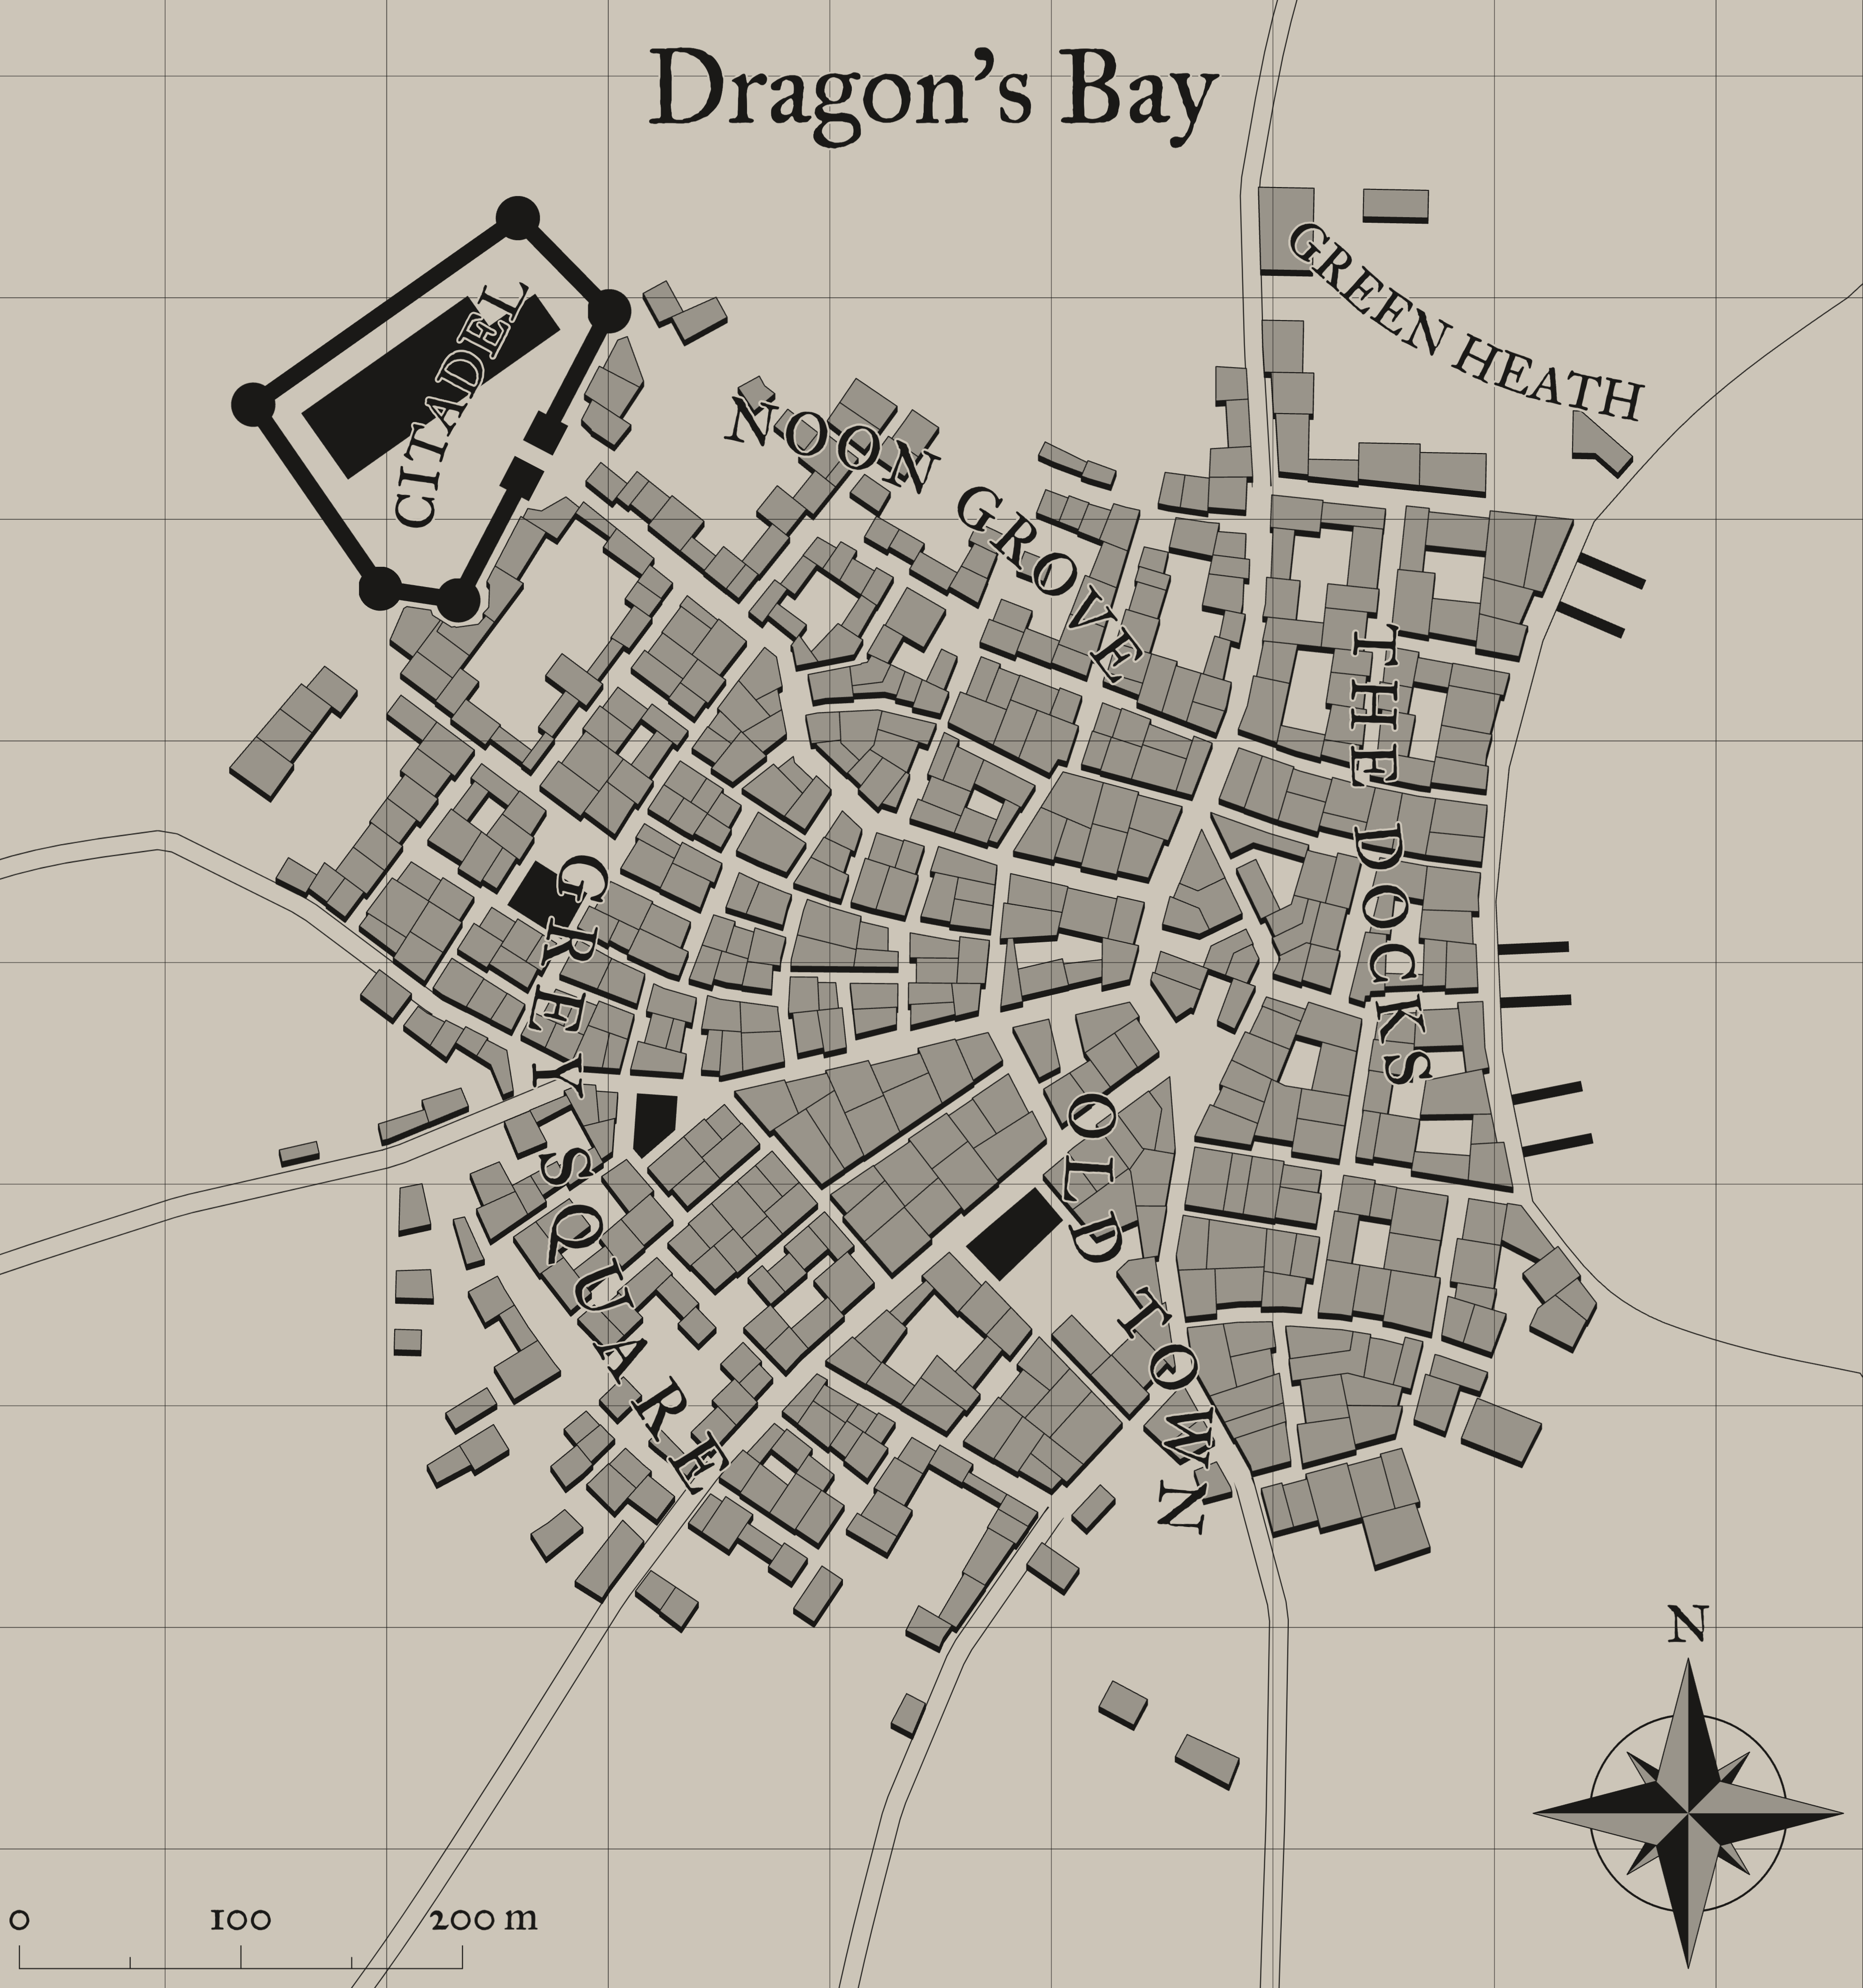 Dragon's Bay
GREEN HEATH
CITADEL
NOON GROVE
THE DOCKS
GREY SQUARE
OLD TOWN
N
0 100 200 m